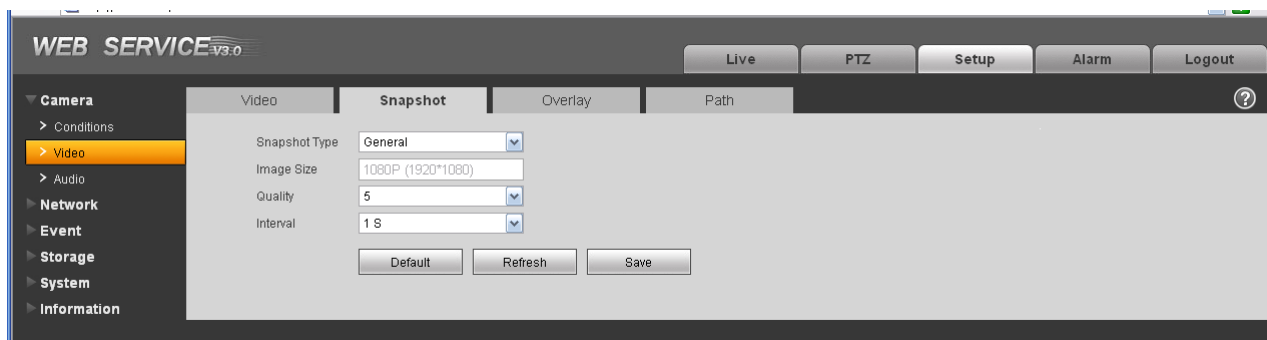 WEB SERVICE V3.0
Live PTZ Setup Alarm Logout
Camera
> Conditions
> Video
> Audio
Network
Event
Storage
System
Information
Video Snapshot Overlay Path ?
Snapshot Type General
Image Size 1080P (1920*1080)
Quality 5
Interval 1 S
Default Refresh Save